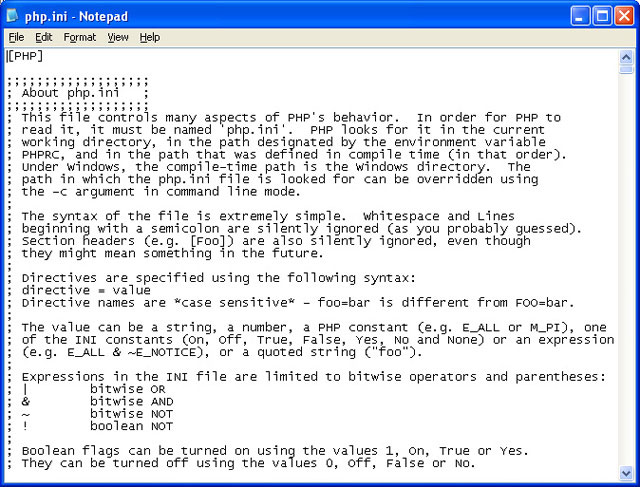 php.ini - Notepad
File Edit Format View Help
[PHP]
;;;;;;;;;;;;;;;;;;;
; About php.ini   ;
;;;;;;;;;;;;;;;;;;;
; This file controls many aspects of PHP's behavior.  In order for PHP to
; read it, it must be named 'php.ini'.  PHP looks for it in the current
; working directory, in the path designated by the environment variable
; PHPRC, and in the path that was defined in compile time (in that order).
; Under Windows, the compile-time path is the Windows directory.  The
; path in which the php.ini file is looked for can be overridden using
; the -c argument in command line mode.
;
; The syntax of the file is extremely simple.  Whitespace and Lines
; beginning with a semicolon are silently ignored (as you probably guessed).
; Section headers (e.g. [Foo]) are also silently ignored, even though
; they might mean something in the future.
;
; Directives are specified using the following syntax:
; directive = value
; Directive names are *case sensitive* - foo=bar is different from FOO=bar.
;
; The value can be a string, a number, a PHP constant (e.g. E_ALL or M_PI), one
; of the INI constants (On, Off, True, False, Yes, No and None) or an expression
; (e.g. E_ALL & ~E_NOTICE), or a quoted string ("foo").
;
; Expressions in the INI file are limited to bitwise operators and parentheses:
; |        bitwise OR
; &        bitwise AND
; ~        bitwise NOT
; !        boolean NOT
;
; Boolean flags can be turned on using the values 1, On, True or Yes.
; They can be turned off using the values 0, Off, False or No.